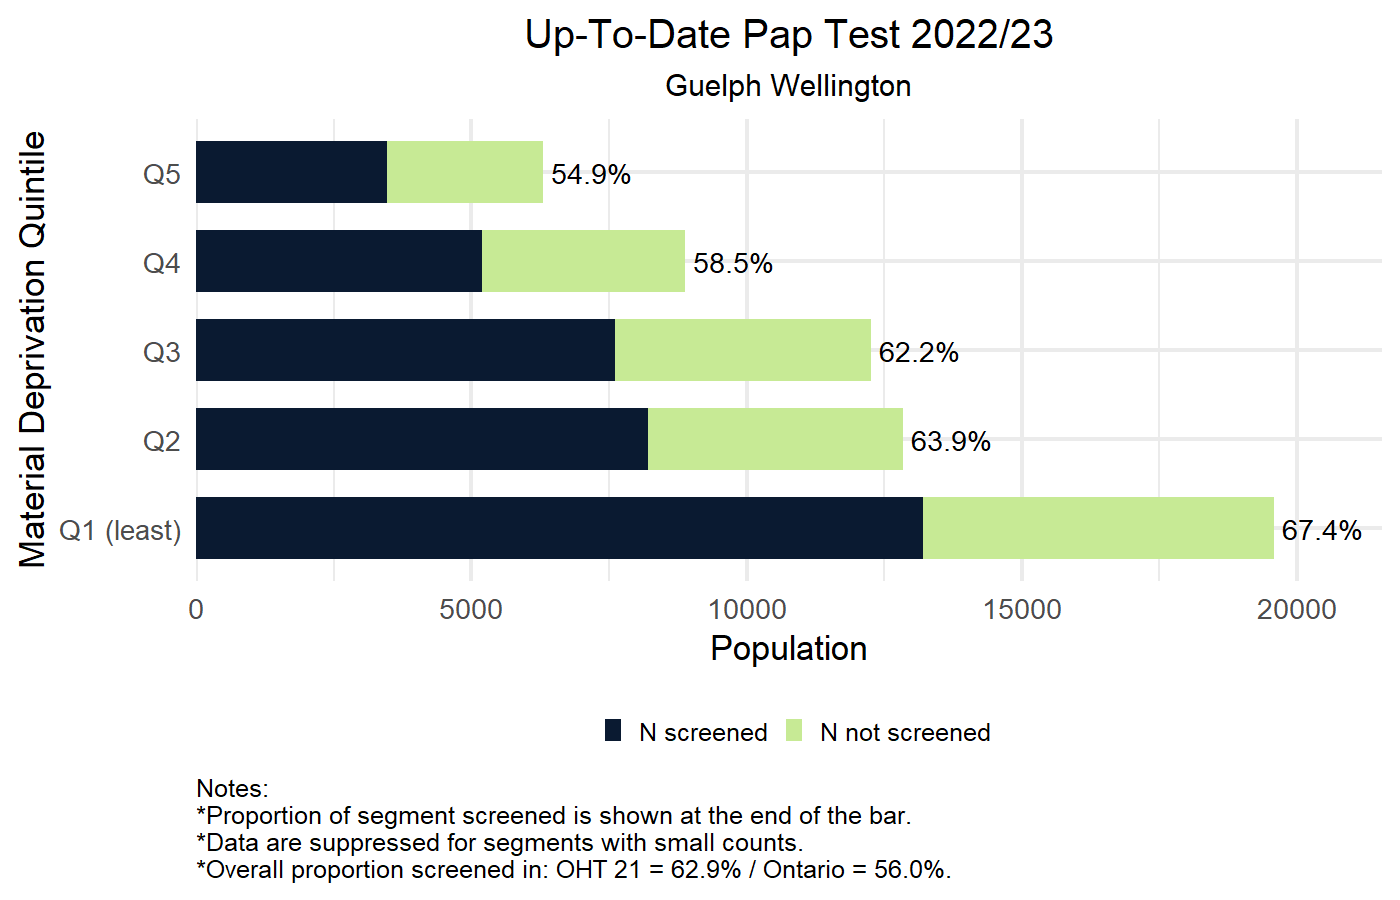 Up-To-Date Pap Test 2022/23
Guelph Wellington
Material Deprivation Quintile
Q5
54.9%
Q4
58.5%
Q3
62.2%
Q2
63.9%
Q1 (least)
67.4%
0 5000 10000 15000 20000
Population
N screened N not screened
Notes:
*Proportion of segment screened is shown at the end of the bar.
*Data are suppressed for segments with small counts.
*Overall proportion screened in: OHT 21 = 62.9% / Ontario = 56.0%.